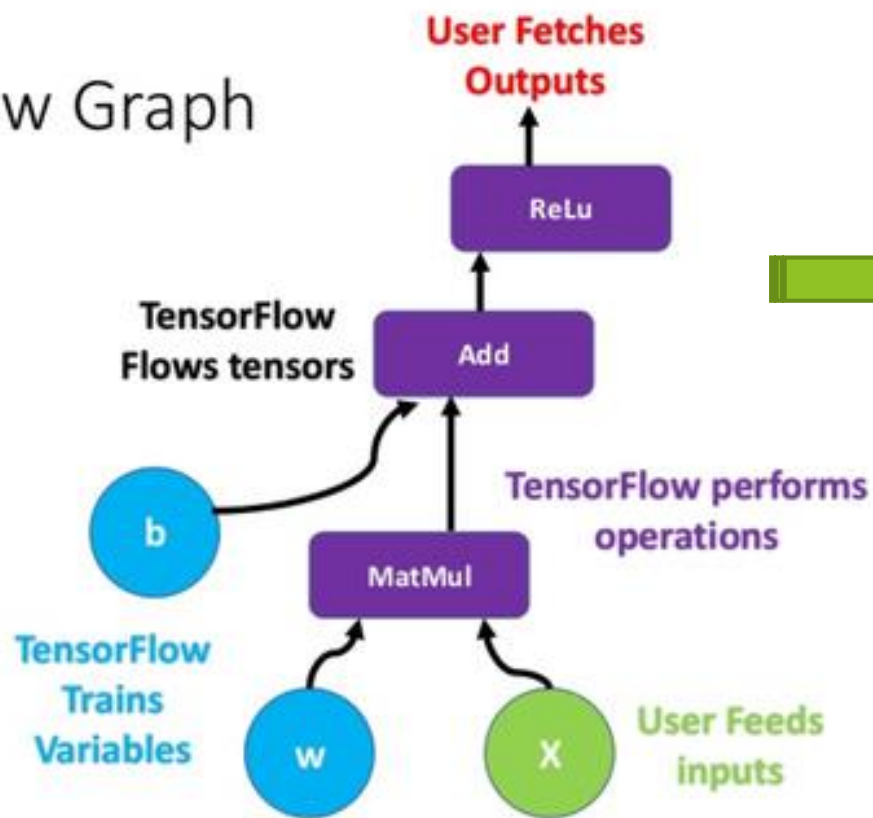 w Graph
User Fetches
Outputs
ReLu
TensorFlow
Flows tensors
Add
b
TensorFlow performs
operations
MatMul
TensorFlow
Trains
Variables
w
X
User Feeds
inputs